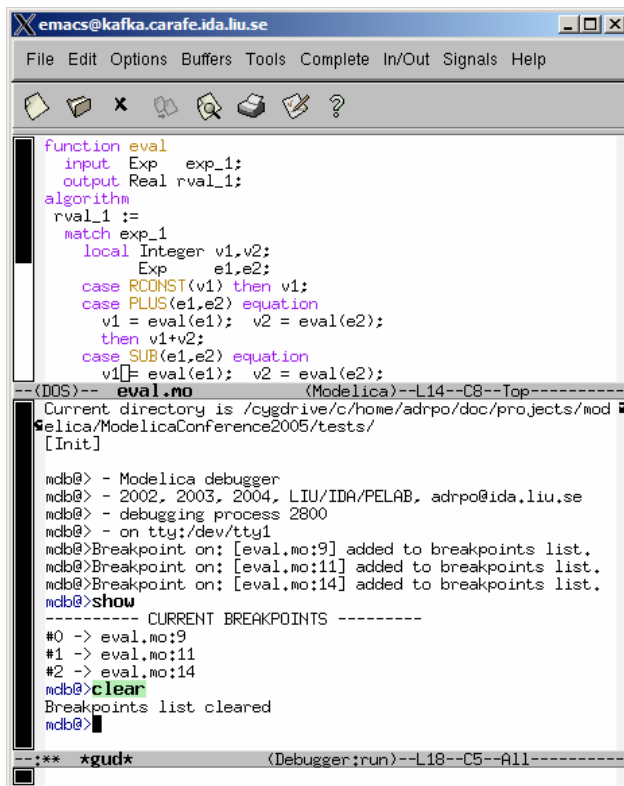 emacs@kafka.carafe.ida.liu.se
File Edit Options Buffers Tools Complete In/Out Signals Help
function eval
input Exp exp_1;
output Real rval_1;
algorithm
rval_1 :=
match exp_1
local Integer v1,v2;
Exp e1,e2;
case RCONST(v1) then v1;
case PLUS(e1,e2) equation
v1 = eval(e1); v2 = eval(e2);
then v1+v2;
case SUB(e1,e2) equation
v1 = eval(e1); v2 = eval(e2);
--(DOS)-- eval.mo (Modelica)--L14--C8--Top----------
Current directory is /cygdrive/c/home/adrpo/doc/projects/mod
elica/ModelicaConference2005/tests/
[Init]
mdb@> - Modelica debugger
mdb@> - 2002, 2003, 2004, LIU/IDA/PELAB, adrpo@ida.liu.se
mdb@> - debugging process 2800
mdb@> - on tty:/dev/tty1
mdb@>Breakpoint on: [eval.mo:9] added to breakpoints list.
mdb@>Breakpoint on: [eval.mo:11] added to breakpoints list.
mdb@>Breakpoint on: [eval.mo:14] added to breakpoints list.
mdb@>show
---------- CURRENT BREAKPOINTS ---------
#0 -> eval.mo:9
#1 -> eval.mo:11
#2 -> eval.mo:14
mdb@>clear
Breakpoints list cleared
mdb@>
--:** *gud* (Debugger:run)--L18--C5--All----------